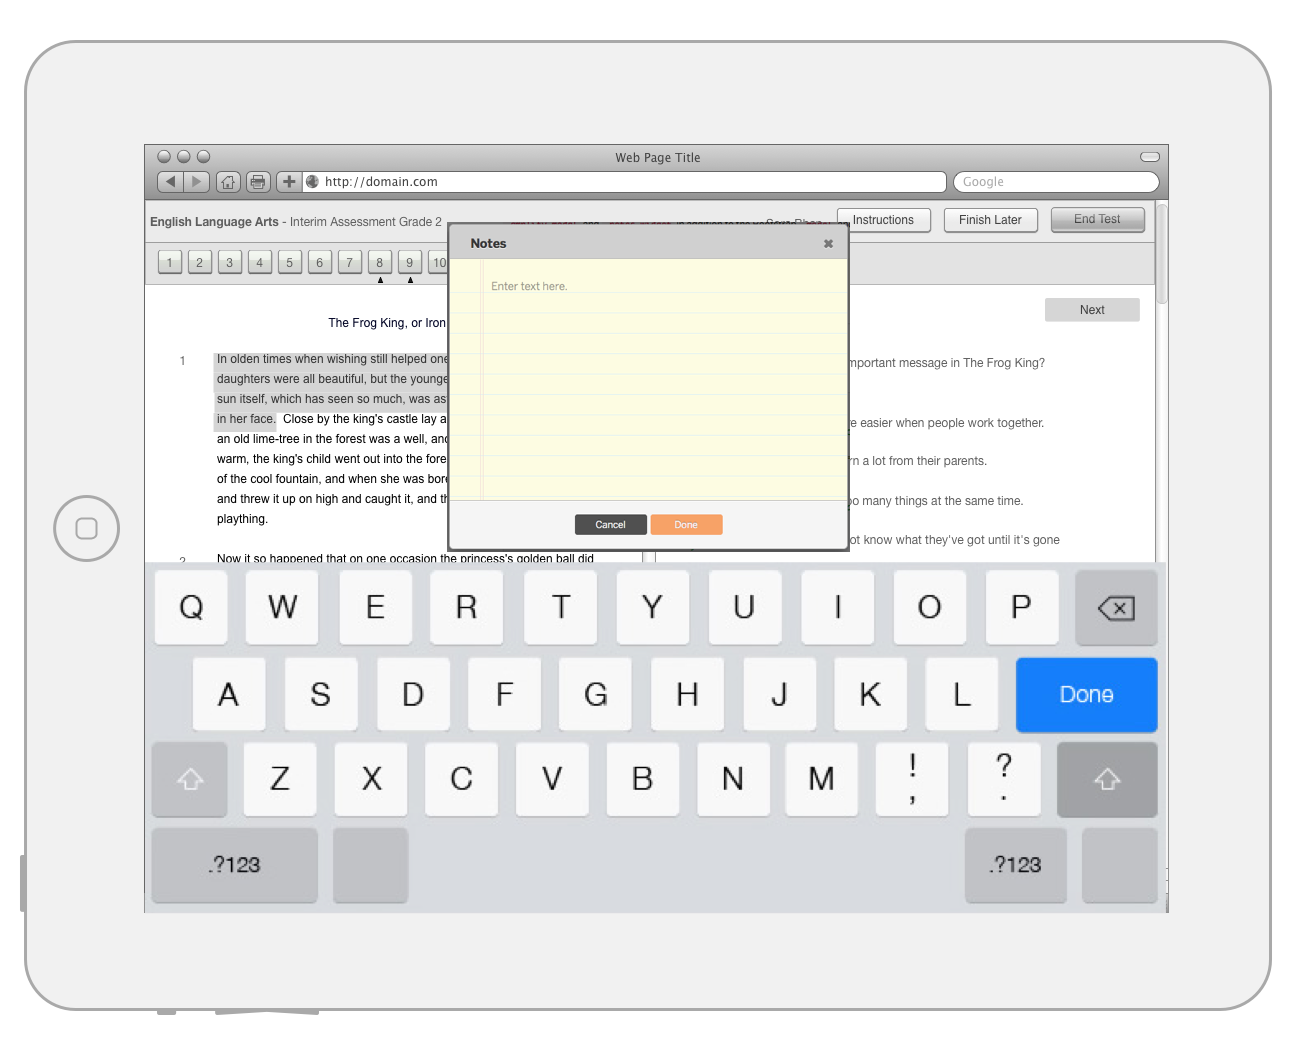 Web Page Title
http://domain.com
Google
English Language Arts - Interim Assessment Grade 2
Instructions
Finish Later
End Test
1 2 3 4 5 6 7 8 9 10
Notes
Enter text here.
Cancel
Done
Next
The Frog King, or Iron
1
In olden times when wishing still helped one
daughters were all beautiful, but the younge
sun itself, which has seen so much, was as
in her face. Close by the king's castle lay a
an old lime-tree in the forest was a well, and
warm, the king's child went out into the fore
of the cool fountain, and when she was bore
and threw it up on high and caught it, and th
plaything.
2
Now it so happened that on one occasion the princess's golden ball did
mportant message in The Frog King?
e easier when people work together.
rn a lot from their parents.
oo many things at the same time.
ot know what they've got until it's gone
Q W E R T Y U I O P
A S D F G H J K L Done
Z X C V B N M ! , ? .
.?123 .?123